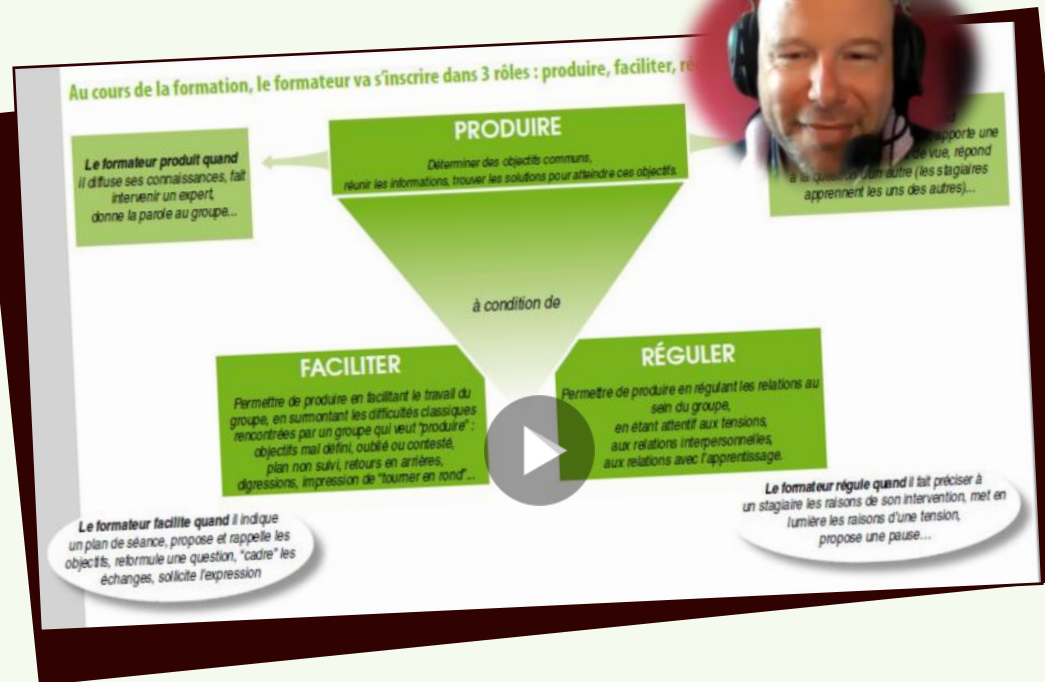 Au cours de la formation, le formateur va s'inscrire dans 3 rôles : produire, faciliter,
Le formateur produit quand
il diffuse ses connaissances, fait
intervenir un expert,
donne la parole au groupe...
PRODUIRE
Déterminer des objectifs communs,
réunir les informations, trouver les solutions pour atteindre ces objectifs.
apporte une
de vue, répond
à la question d'un autre (les stagiaires
apprennent les uns des autres)...
à condition de
FACILITER
Permettre de produire en facilitant le travail du
groupe, en surmontant les difficultés classiques
rencontrées par un groupe qui veut "produire" :
objectifs mal défini, oublié ou contesté,
plan non suivi, retours en arrières,
digressions, impression de "tourner en rond"...
RÉGULER
Permettre de produire en régulant les relations au
sein du groupe,
en étant attentif aux tensions,
aux relations interpersonnelles,
aux relations avec l'apprentissage.
Le formateur facilite quand il indique
un plan de séance, propose et rappelle les
objectifs, reformule une question, "cadre" les
échanges, sollicite l'expression
Le formateur régule quand il fait préciser à
un stagiaire les raisons de son intervention, met en
lumière les raisons d'une tension,
propose une pause...